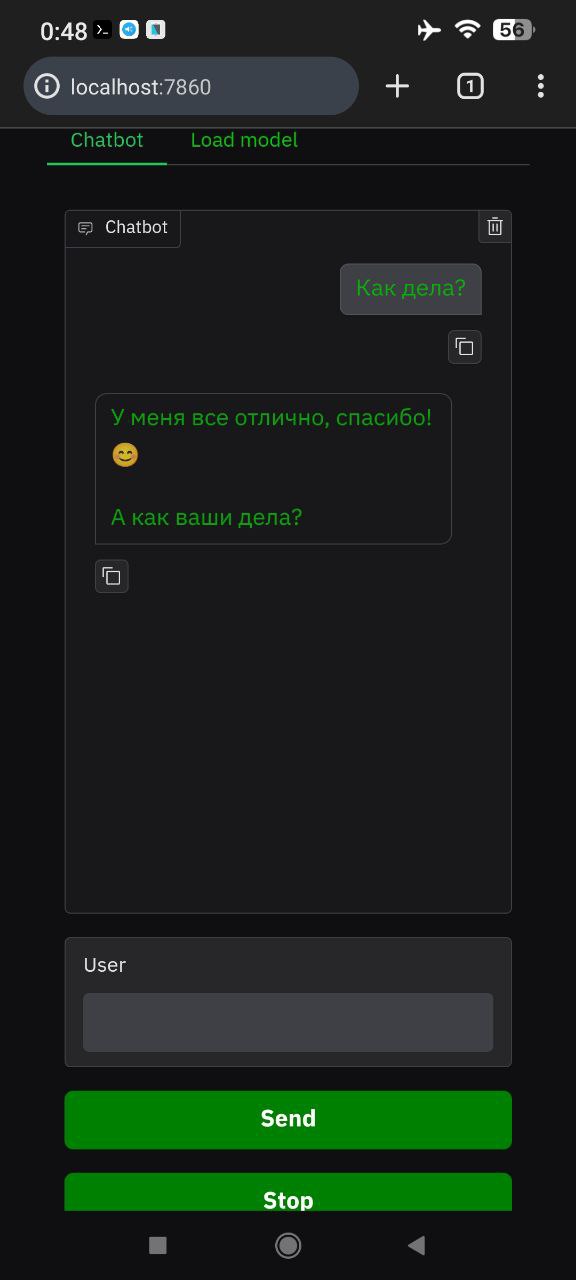 0:48
56
localhost:7860
1
Chatbot
Load model
Chatbot
Как дела?
У меня все отлично, спасибо!
😊
А как ваши дела?
User
Send
Stop